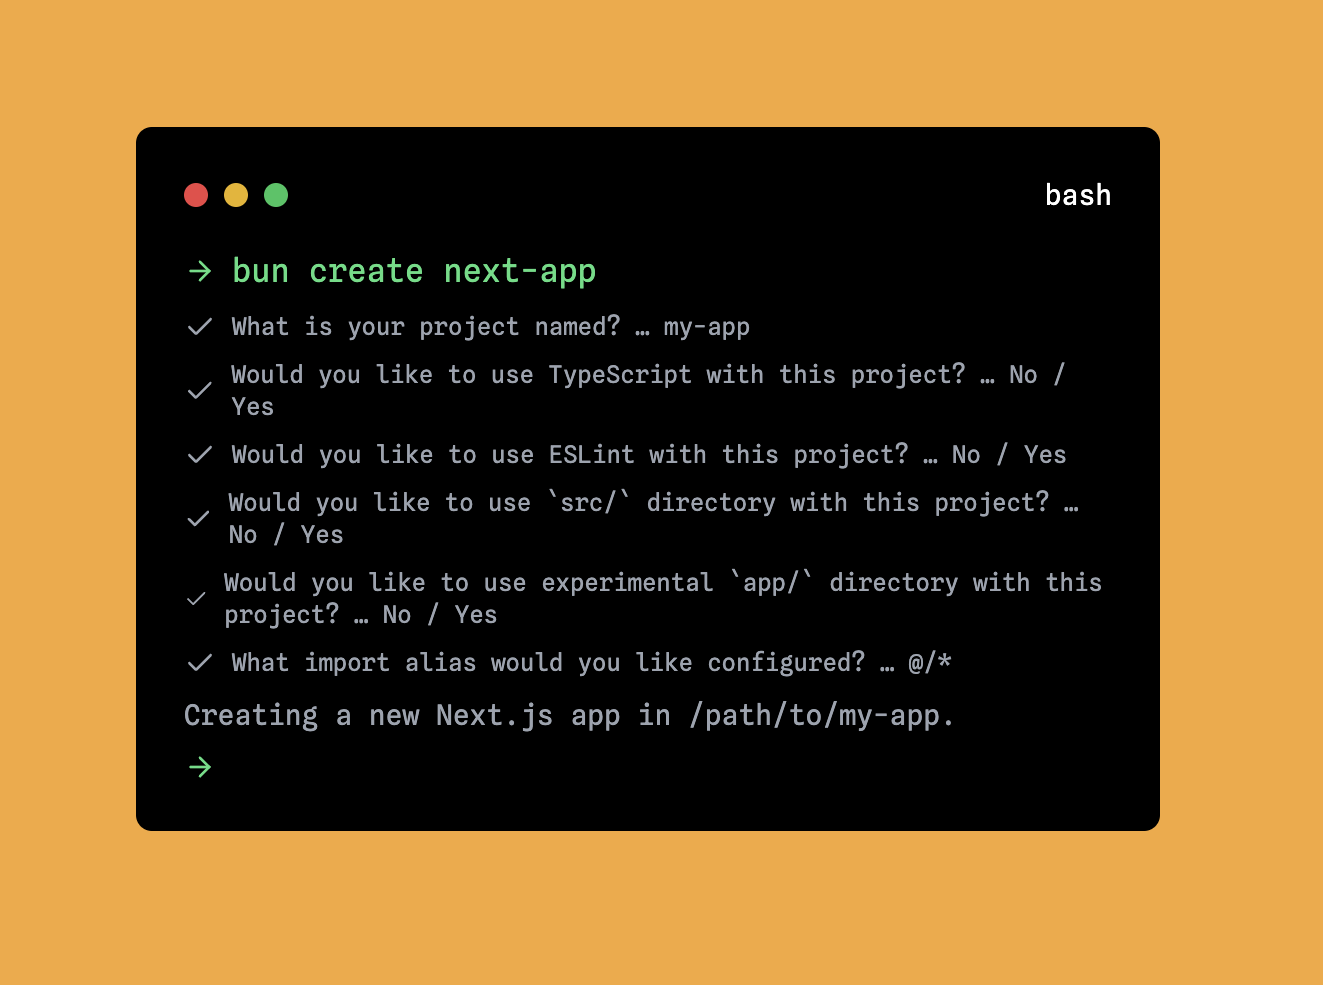 bash
→ bun create next-app
✓ What is your project named? … my-app
✓ Would you like to use TypeScript with this project? … No /
Yes
✓ Would you like to use ESLint with this project? … No / Yes
✓ Would you like to use `src/` directory with this project? …
No / Yes
✓ Would you like to use experimental `app/` directory with this
project? … No / Yes
✓ What import alias would you like configured? … @/*
Creating a new Next.js app in /path/to/my-app.
→